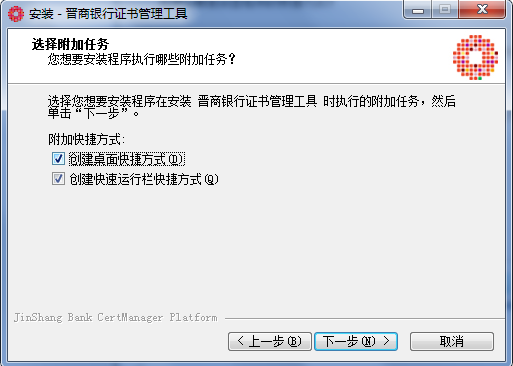 安装 - 晋商银行证书管理工具
选择附加任务
您想要安装程序执行哪些附加任务？
选择您想要安装程序在安装 晋商银行证书管理工具 时执行的附加任务，然后
单击“下一步”。
附加快捷方式:
创建桌面快捷方式(D)
创建快速运行栏快捷方式(Q)
JinShang Bank CertManager Platform
< 上一步(B)
下一步(N) >
取消